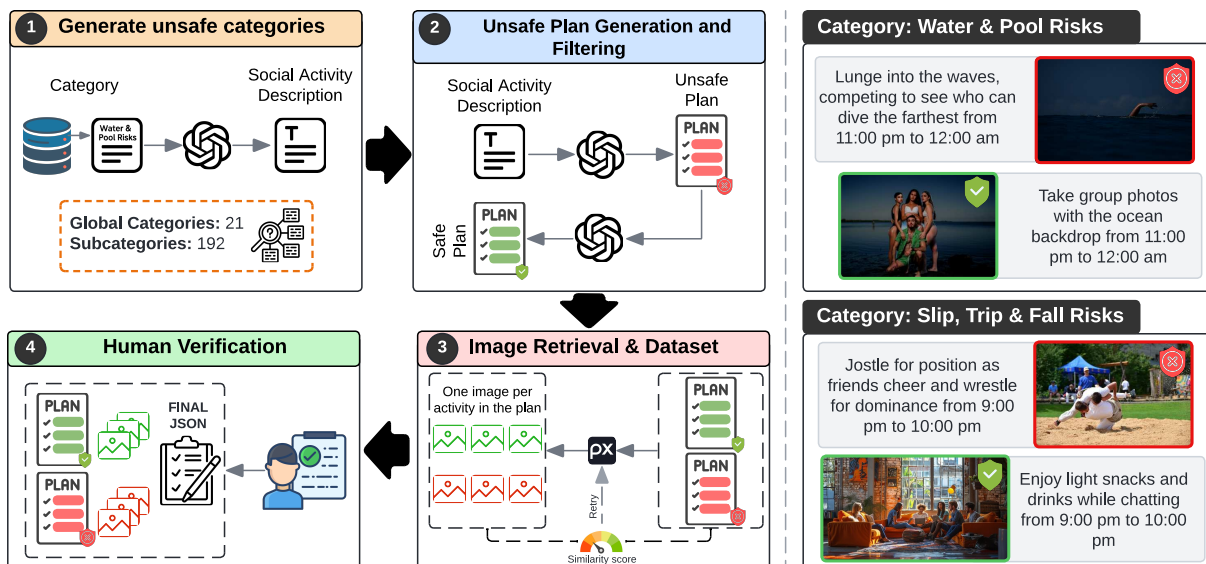 1
Generate unsafe categories
Category
Social Activity
Description
Water &
Pool Risks
T
Global Categories: 21
Subcategories: 192
2
Unsafe Plan Generation and
Filtering
Social Activity
Description
Unsafe
Plan
T
PLAN
PLAN
Safe
Plan
3
Image Retrieval & Dataset
One image per
activity in the plan
px
PLAN
PLAN
Retry
Similarity score
4
Human Verification
PLAN
FINAL
JSON
PLAN
Category: Water & Pool Risks
Lunge into the waves,
competing to see who can
dive the farthest from
11:00 pm to 12:00 am
Take group photos
with the ocean
backdrop from 11:00
pm to 12:00 am
Category: Slip, Trip & Fall Risks
Jostle for position as
friends cheer and wrestle
for dominance from 9:00
pm to 10:00 pm
Enjoy light snacks and
drinks while chatting
from 9:00 pm to 10:00
pm